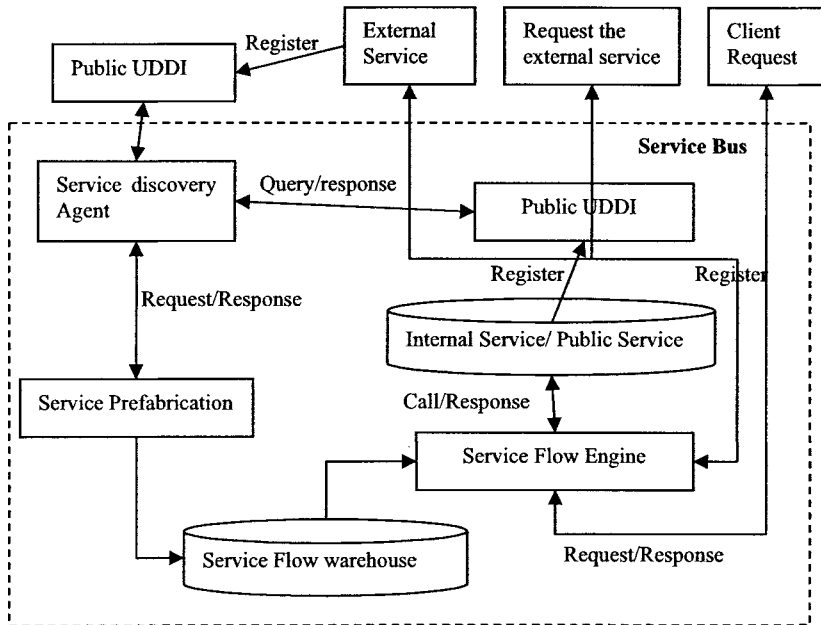 External
Service
Request the
external service
Client
Request
Register
Public UDDI
Service Bus
Service discovery
Agent
Query/response
Public UDDI
Register
Register
Request/Response
Internal Service/ Public Service
Service Prefabrication
Call/Response
Service Flow Engine
Service Flow warehouse
Request/Response